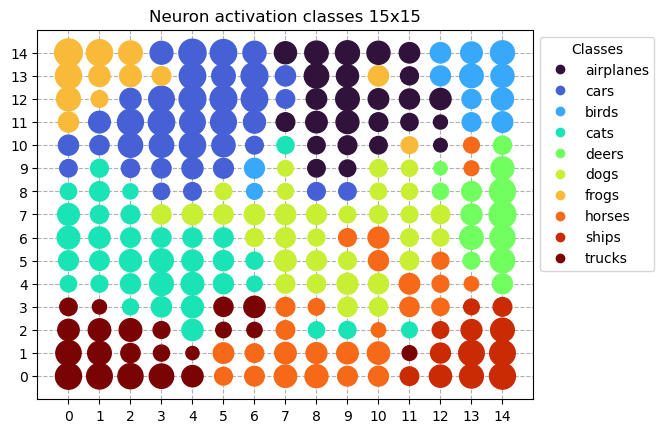 Neuron activation classes 15x15
14
13
12
11
10
9
8
7
6
5
4
3
2
1
0
0 1 2 3 4 5 6 7 8 9 10 11 12 13 14
Classes
airplanes
cars
birds
cats
deers
dogs
frogs
horses
ships
trucks